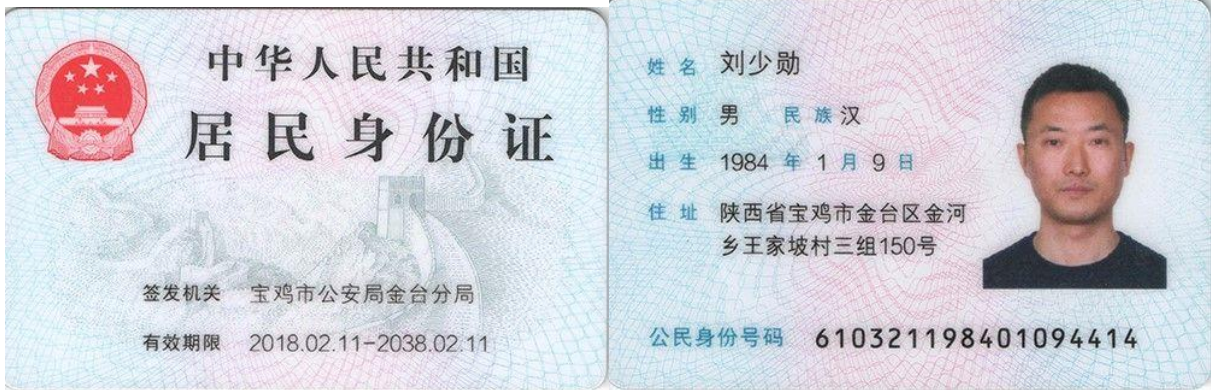 中华人民共和国
居民身份证
签发机关 宝鸡市公安局金台分局
有效期限 2018.02.11-2038.02.11
姓名 刘少勋
性别 男 民族 汉
出生 1984 年 1 月 9 日
住址 陕西省宝鸡市金台区金河
乡王家坡村三组150号
公民身份号码 610321198401094414